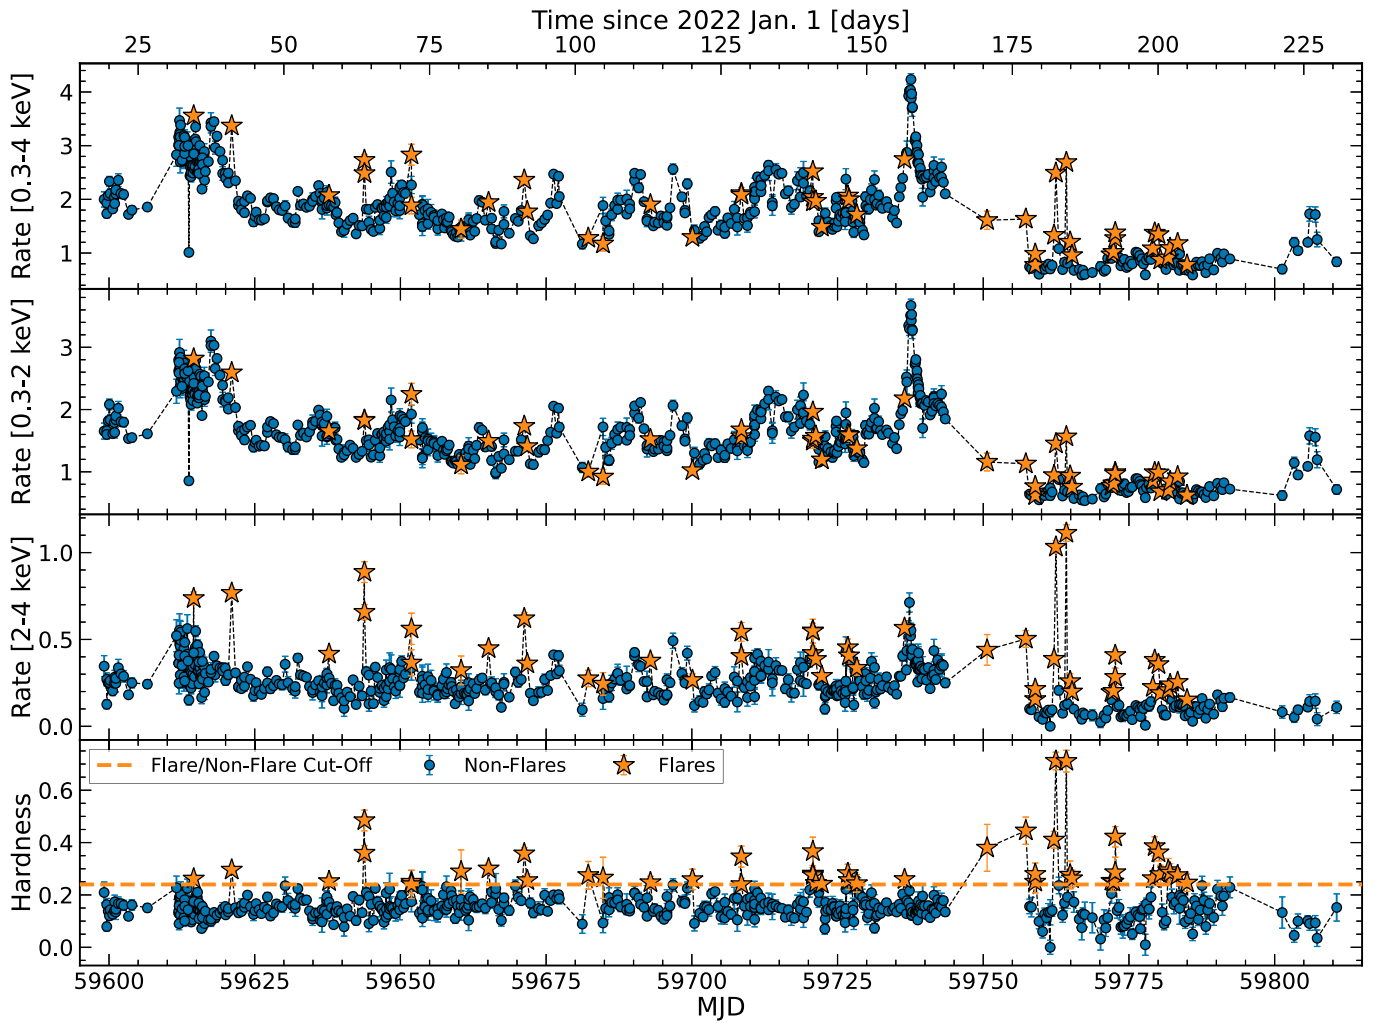 Time since 2022 Jan. 1 [days]
25 50 75 100 125 150 175 200 225
Rate [0.3-4 keV]
4
3
2
1
Rate [0.3-2 keV]
3
2
1
Rate [2-4 keV]
1.0
0.5
0.0
Flare/Non-Flare Cut-Off Non-Flares Flares
Hardness
0.6
0.4
0.2
0.0
59600 59625 59650 59675 59700 59725 59750 59775 59800
MJD